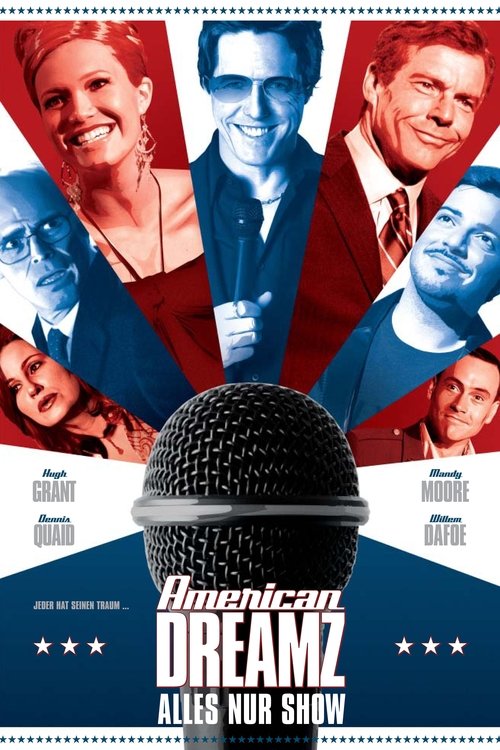 Hugh
GRANT
Dennis
QUAID
Mandy
MOORE
Willem
DAFOE
JEDER HAT SEINEN TRAUM ...
American
DREAMZ
ALLES NUR SHOW